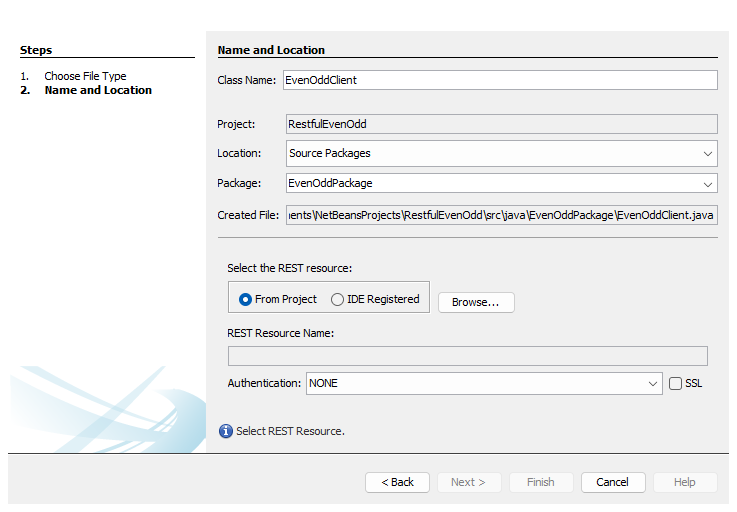 Steps
1. Choose File Type
2. Name and Location
Name and Location
Class Name: EvenOddClient
Project: RestfulEvenOdd
Location: Source Packages
Package: EvenOddPackage
Created File: ents\NetBeansProjects\RestfulEvenOdd\src\java\EvenOddPackage\EvenOddClient.java
Select the REST resource:
From Project IDE Registered Browse...
REST Resource Name:
Authentication: NONE SSL
Select REST Resource.
< Back Next > Finish Cancel Help